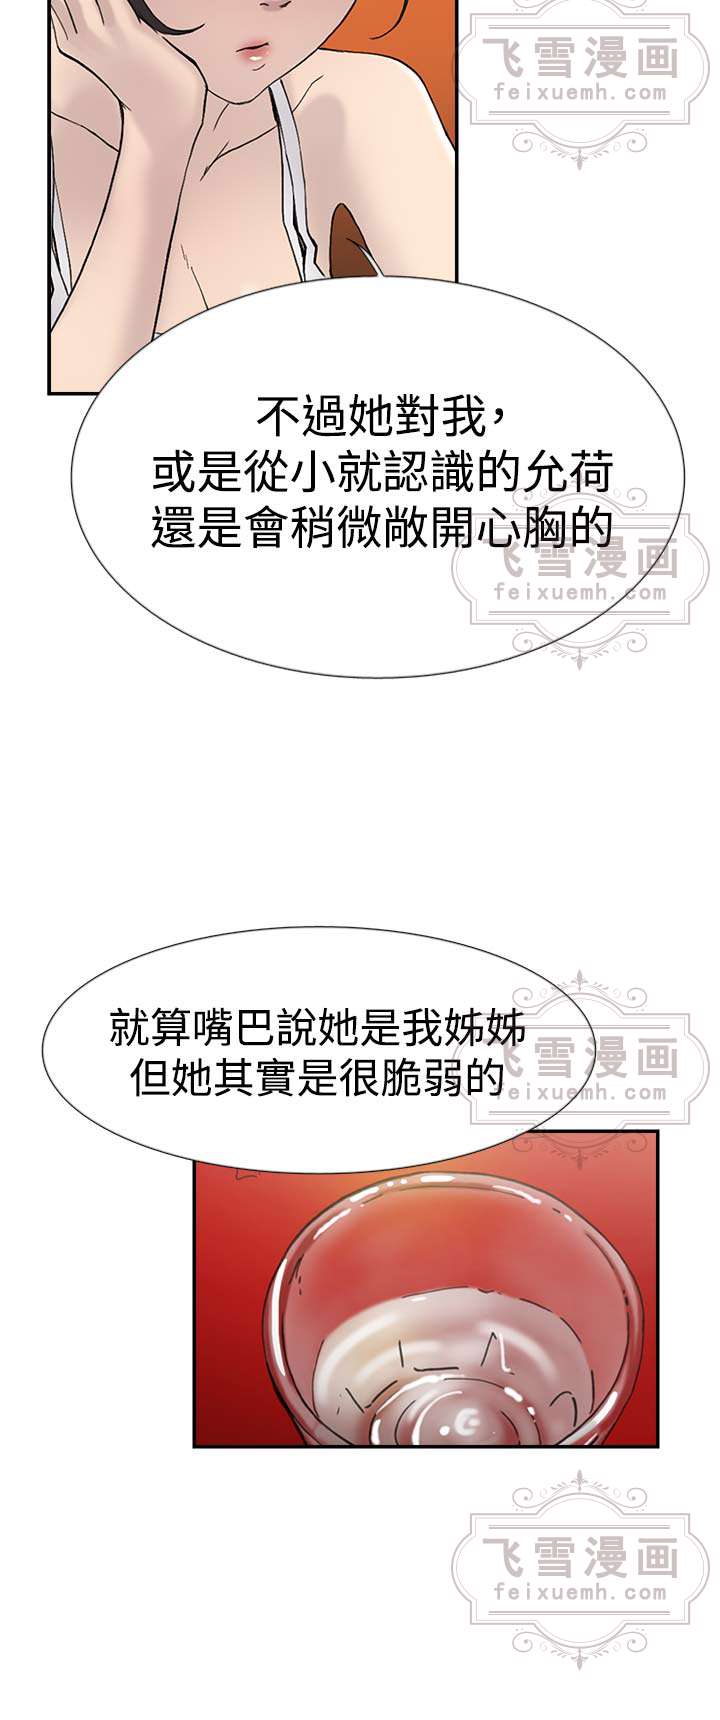 飞雪漫画
feixuemh.com
不過她對我,
或是從小就認識的允荷
還是會稍微敞開心胸的
飞雪漫画
feixuemh.com
就算嘴巴說她是我姊姊
但她其實是很脆弱的
飞雪漫画
feixuemh.com
飞雪漫画
feixuemh.com